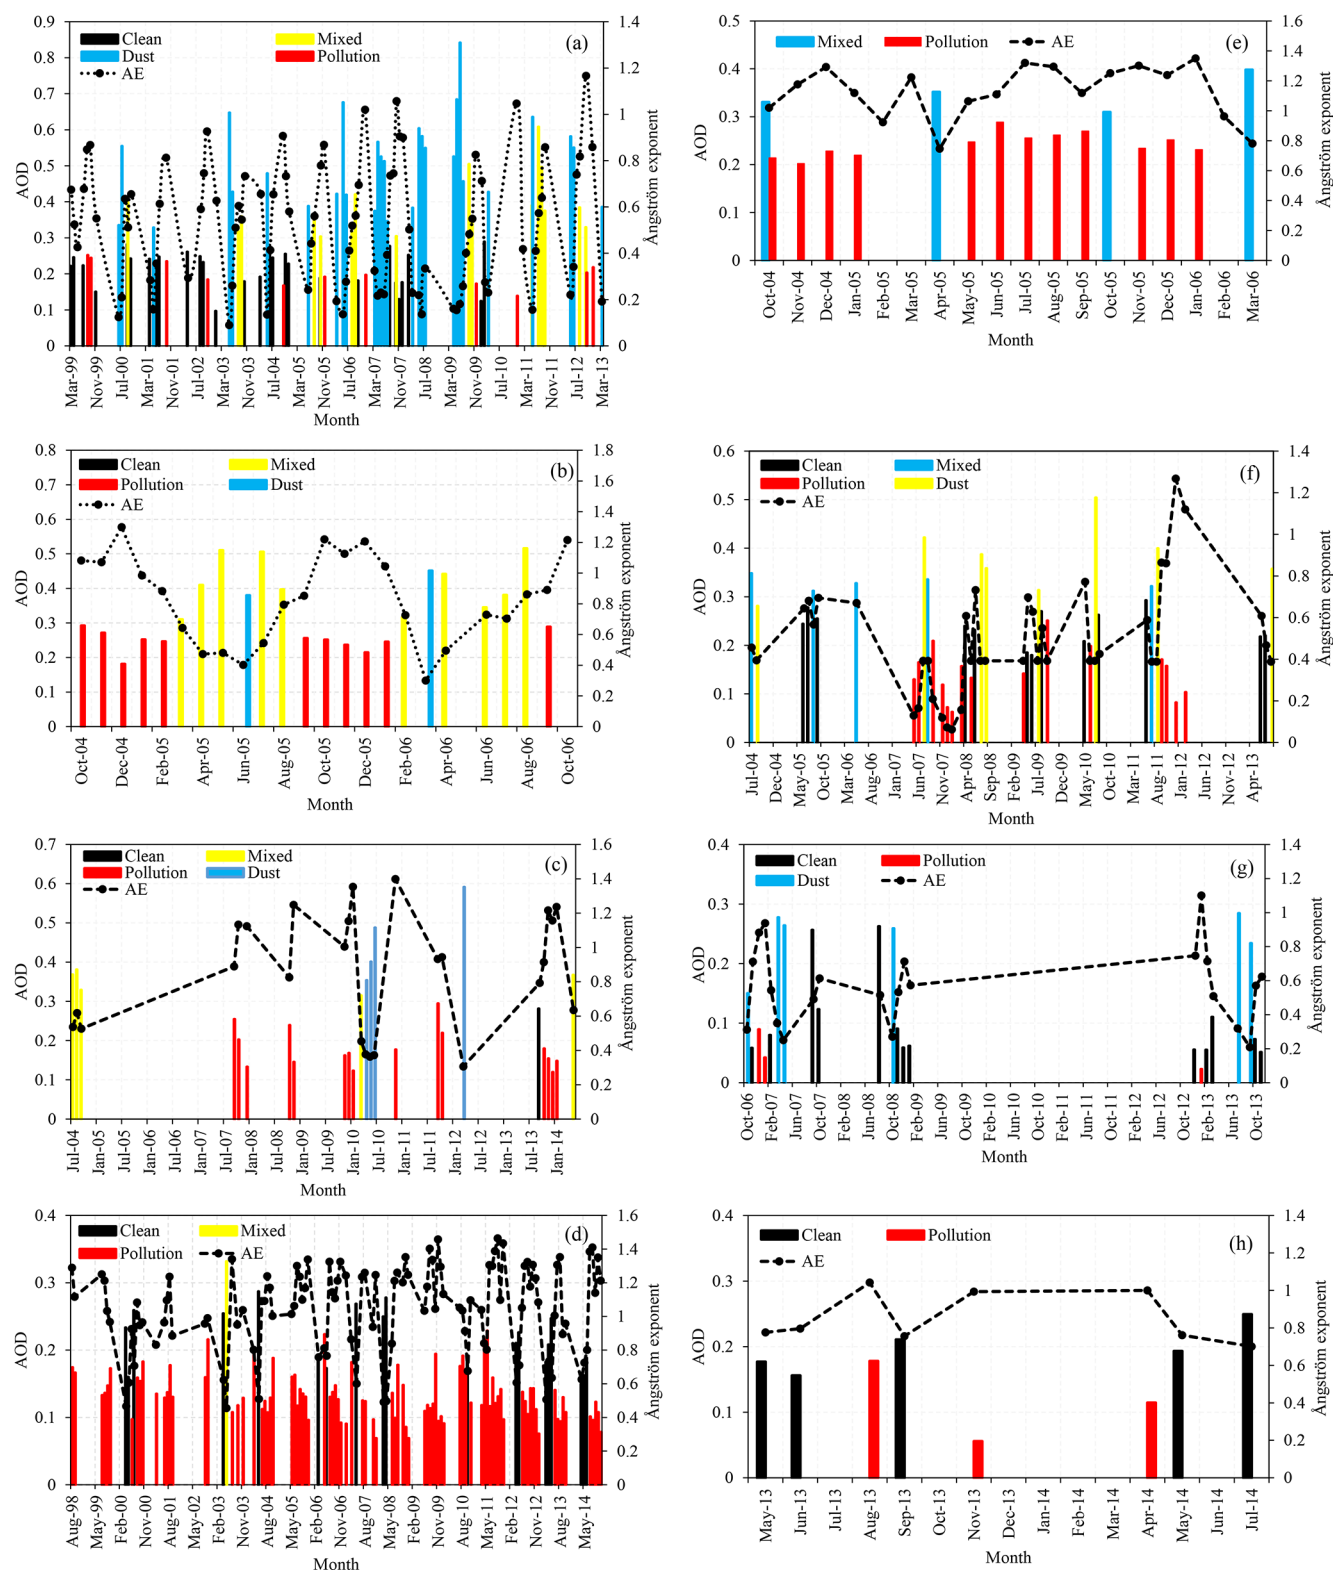 (a)
Clean
Mixed
Dust
Pollution
AE
AOD
Ångström exponent
0.9
0.8
0.7
0.6
0.5
0.4
0.3
0.2
0.1
0
1.4
1.2
1
0.8
0.6
0.4
0.2
0
Mar-99
Nov-99
Jul-00
Mar-01
Nov-01
Jul-02
Mar-03
Nov-03
Jul-04
Mar-05
Nov-05
Jul-06
Mar-07
Nov-07
Jul-08
Mar-09
Nov-09
Jul-10
Mar-11
Nov-11
Jul-12
Mar-13
Month
(e)
Mixed
Pollution
AE
AOD
Ångström exponent
0.5
0.4
0.3
0.2
0.1
0
1.6
1.4
1.2
1
0.8
0.6
0.4
0.2
0
Oct-04
Nov-04
Dec-04
Jan-05
Feb-05
Mar-05
Apr-05
May-05
Jun-05
Jul-05
Aug-05
Sep-05
Oct-05
Nov-05
Dec-05
Jan-06
Feb-06
Mar-06
Month
(b)
Clean
Mixed
Pollution
Dust
AE
AOD
Ångström exponent
0.8
0.7
0.6
0.5
0.4
0.3
0.2
0.1
0
1.8
1.6
1.4
1.2
1
0.8
0.6
0.4
0.2
0
Oct-04
Dec-04
Feb-05
Apr-05
Jun-05
Aug-05
Oct-05
Dec-05
Feb-06
Apr-06
Jun-06
Aug-06
Oct-06
Month
(f)
Clean
Mixed
Pollution
Dust
AE
AOD
Ångström exponent
0.6
0.5
0.4
0.3
0.2
0.1
0
1.4
1.2
1
0.8
0.6
0.4
0.2
0
Jul-04
Dec-04
May-05
Oct-05
Mar-06
Aug-06
Jan-07
Jun-07
Nov-07
Apr-08
Sep-08
Feb-09
Jul-09
Dec-09
May-10
Oct-10
Mar-11
Aug-11
Jan-12
Jun-12
Nov-12
Apr-13
Month
(c)
Clean
Mixed
Pollution
Dust
AE
AOD
Ångström exponent
0.7
0.6
0.5
0.4
0.3
0.2
0.1
0
1.6
1.4
1.2
1
0.8
0.6
0.4
0.2
0
Jul-04
Jan-05
Jul-05
Jan-06
Jul-06
Jan-07
Jul-07
Jan-08
Jul-08
Jan-09
Jul-09
Jan-10
Jul-10
Jan-11
Jul-11
Jan-12
Jul-12
Jan-13
Jul-13
Jan-14
Month
(g)
Clean
Pollution
Dust
AE
AOD
Ångström exponent
0.4
0.3
0.2
0.1
0
1.4
1.2
1
0.8
0.6
0.4
0.2
0
Oct-06
Feb-07
Jun-07
Oct-07
Feb-08
Jun-08
Oct-08
Feb-09
Jun-09
Oct-09
Feb-10
Jun-10
Oct-10
Feb-11
Jun-11
Oct-11
Feb-12
Jun-12
Oct-12
Feb-13
Jun-13
Oct-13
Month
(d)
Clean
Mixed
Pollution
AE
AOD
Ångström exponent
0.4
0.3
0.2
0.1
0
1.6
1.4
1.2
1
0.8
0.6
0.4
0.2
0
Aug-98
May-99
Feb-00
Nov-00
Aug-01
May-02
Feb-03
Nov-03
Aug-04
May-05
Feb-06
Nov-06
Aug-07
May-08
Feb-09
Nov-09
Aug-10
May-11
Feb-12
Nov-12
Aug-13
May-14
Month
(h)
Clean
Pollution
AE
AOD
Ångström exponent
0.4
0.3
0.2
0.1
0
1.4
1.2
1
0.8
0.6
0.4
0.2
0
May-13
Jun-13
Jul-13
Aug-13
Sep-13
Oct-13
Nov-13
Dec-13
Jan-14
Feb-14
Mar-14
Apr-14
May-14
Jun-14
Jul-14
Month